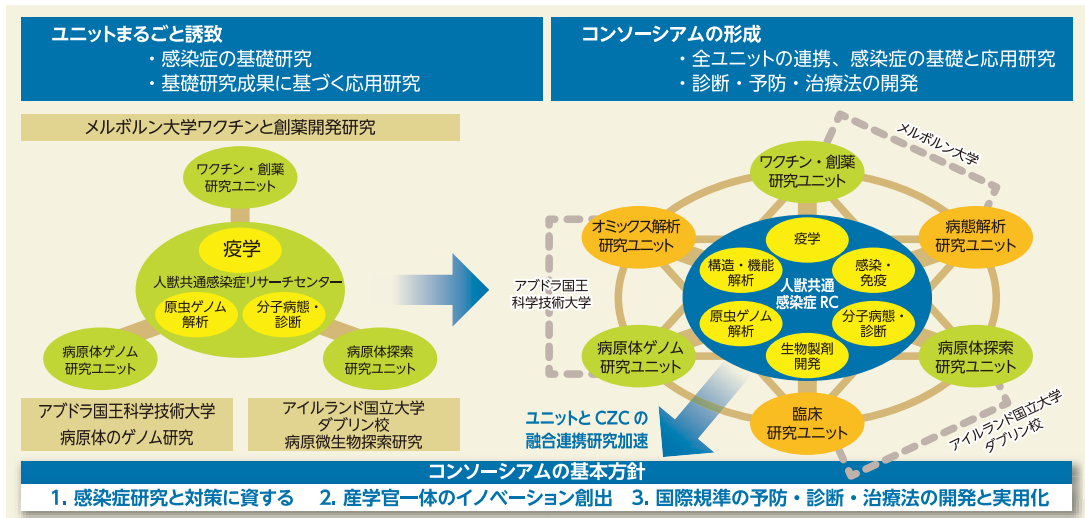 ユニットまるごと誘致
・感染症の基礎研究
・基礎研究成果に基づく応用研究
コンソーシアムの形成
・全ユニットの連携、感染症の基礎と応用研究
・診断・予防・治療法の開発
メルボルン大学ワクチンと創薬開発研究
ワクチン・創薬
研究ユニット
疫学
人獣共通感染症リサーチセンター
原虫ゲノム
解析
分子病態・
診断
病原体ゲノム
研究ユニット
病原体探索
研究ユニット
アブドラ国王科学技術大学
病原体のゲノム研究
アイルランド国立大学
ダブリン校
病原微生物探索研究
メルボルン大学
ワクチン・創薬
研究ユニット
オミックス解析
研究ユニット
病態解析
研究ユニット
疫学
構造・機能
解析
感染・
免疫
人獣共通
感染症 RC
アブドラ国王
科学技術大学
原虫ゲノム
解析
分子病態・
診断
生物製剤
開発
病原体ゲノム
研究ユニット
病原体探索
研究ユニット
臨床
研究ユニット
アイルランド国立大学
ダブリン校
ユニットと CZC の
融合連携研究加速
コンソーシアムの基本方針
1. 感染症研究と対策に資する 2. 産学官一体のイノベーション創出 3. 国際規準の予防・診断・治療法の開発と実用化